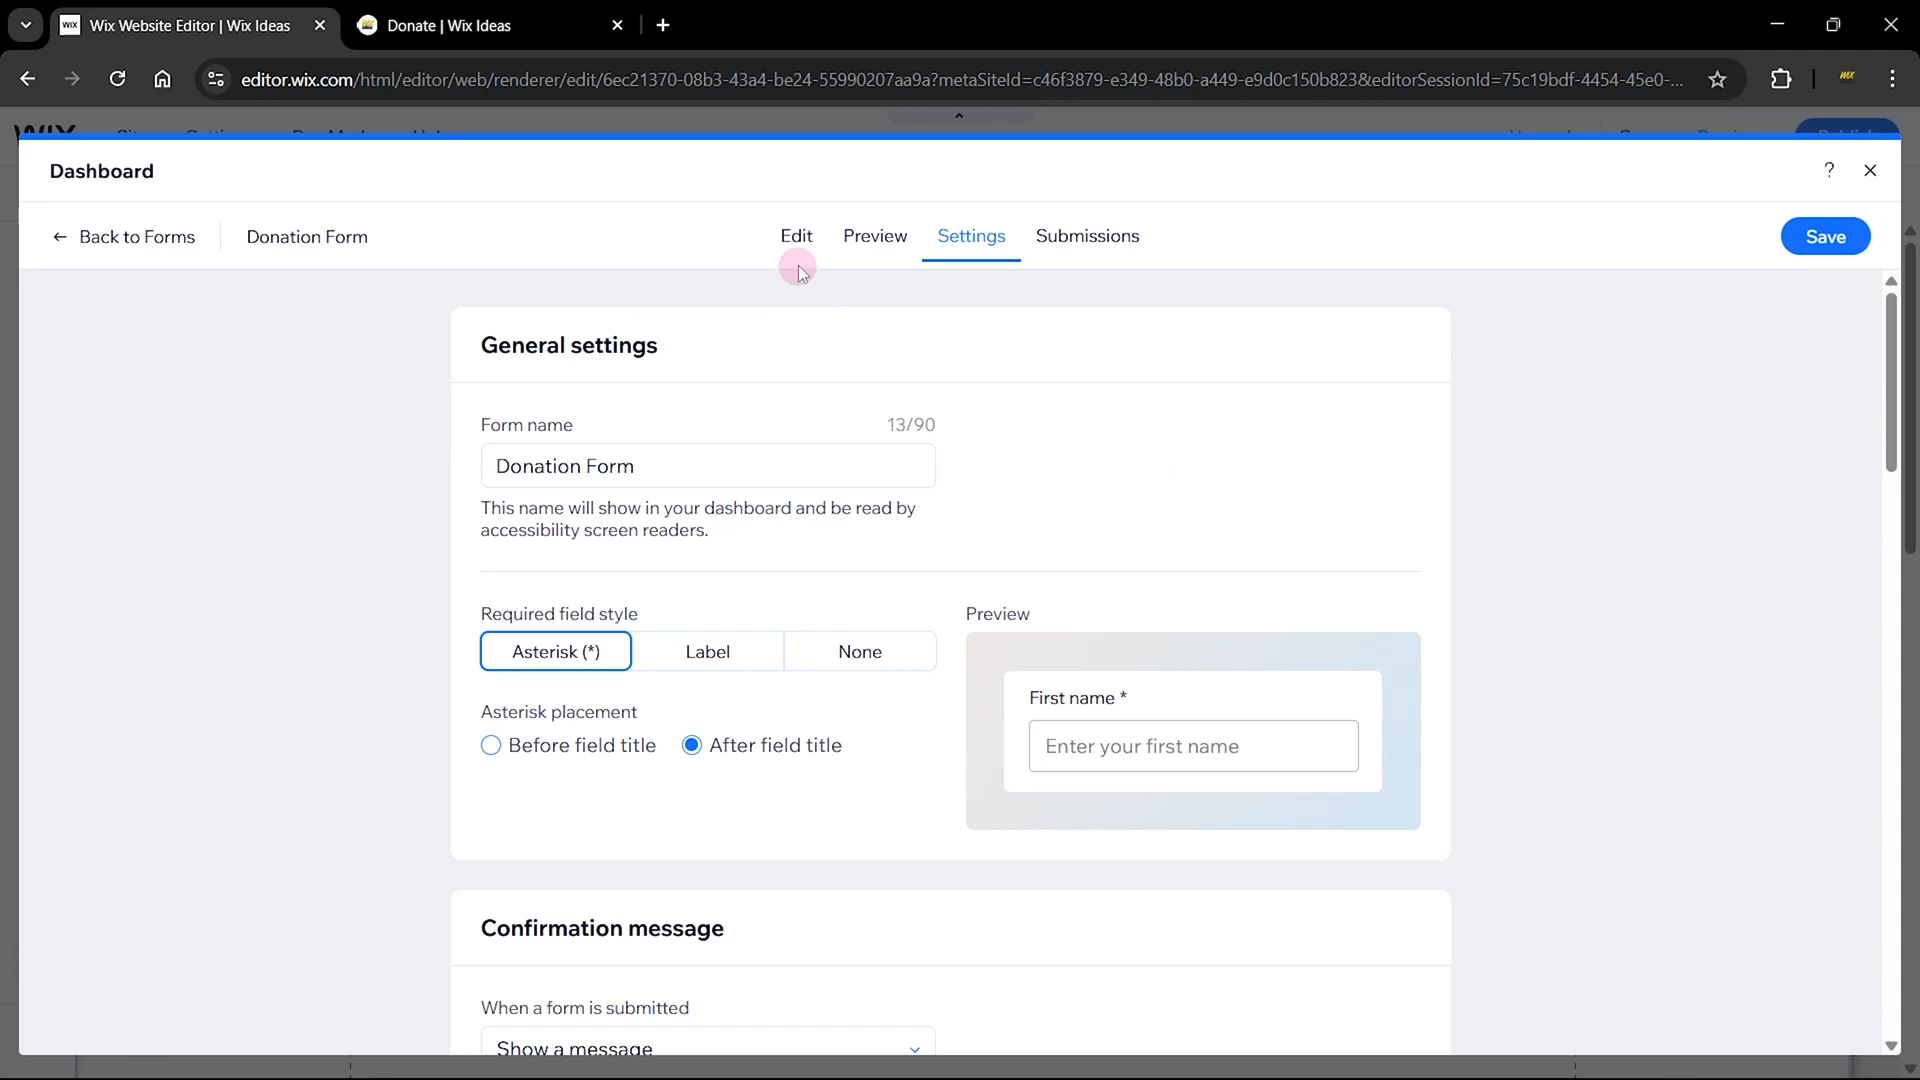 Wix Website Editor | Wix Ideas
Donate | Wix Ideas
editor.wix.com/html/editor/web/renderer/edit/6ec21370-08b3-43a4-be24-55990207aa9a?metaSiteId=c46f3879-e349-48b0-a449-e9d0c150b823&editorSessionId=75c19bdf-4454-45e0-...
Dashboard
?
Back to Forms
Donation Form
Edit
Preview
Settings
Submissions
Save
General settings
Form name
13/90
Donation Form
This name will show in your dashboard and be read by
accessibility screen readers.
Required field style
Asterisk (*)
Label
None
Asterisk placement
Before field title
After field title
Preview
First name *
Enter your first name
Confirmation message
When a form is submitted
Show a message